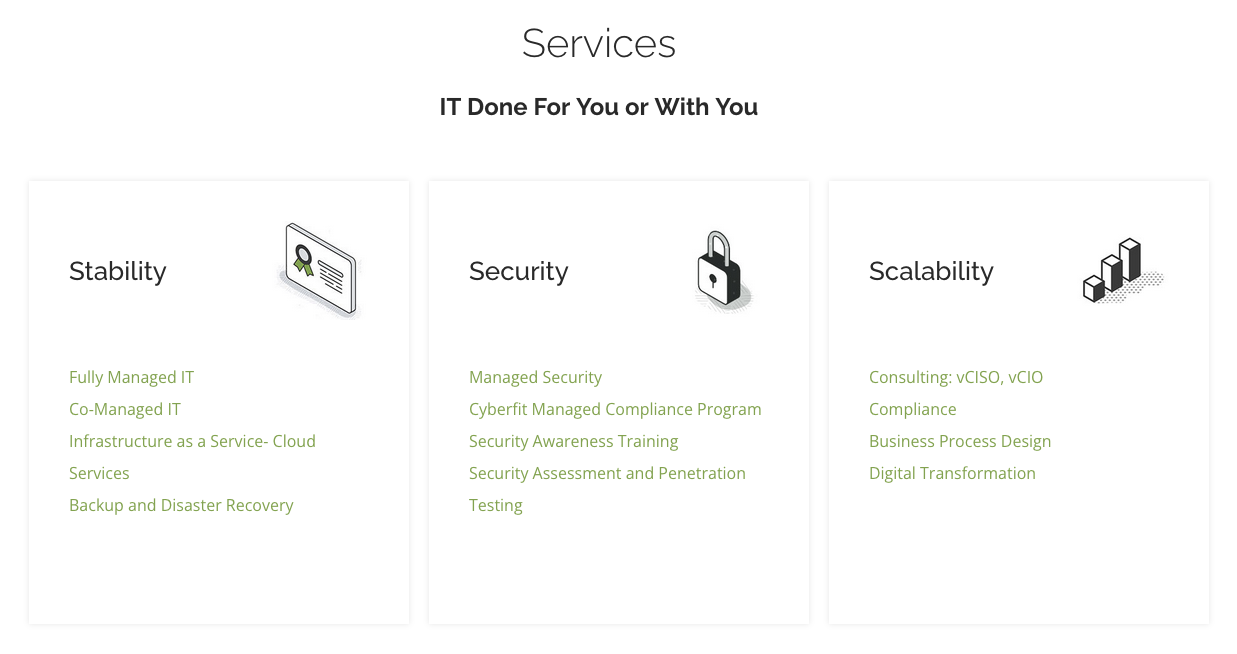 Services
IT Done For You or With You
Stability
Fully Managed IT
Co-Managed IT
Infrastructure as a Service- Cloud
Services
Backup and Disaster Recovery
Security
Managed Security
Cyberfit Managed Compliance Program
Security Awareness Training
Security Assessment and Penetration
Testing
Scalability
Consulting: vCISO, vCIO
Compliance
Business Process Design
Digital Transformation